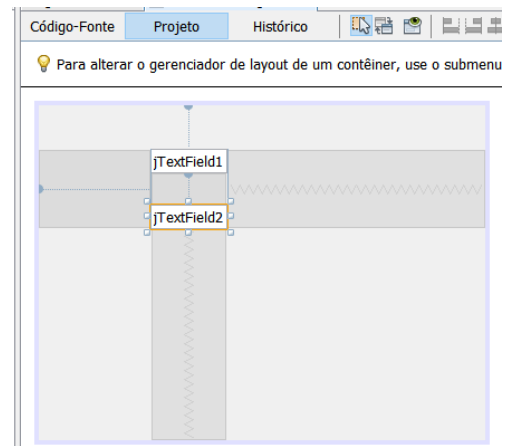 Código-Fonte Projeto Histórico
Para alterar o gerenciador de layout de um contêiner, use o submenu
jTextField1
jTextField2